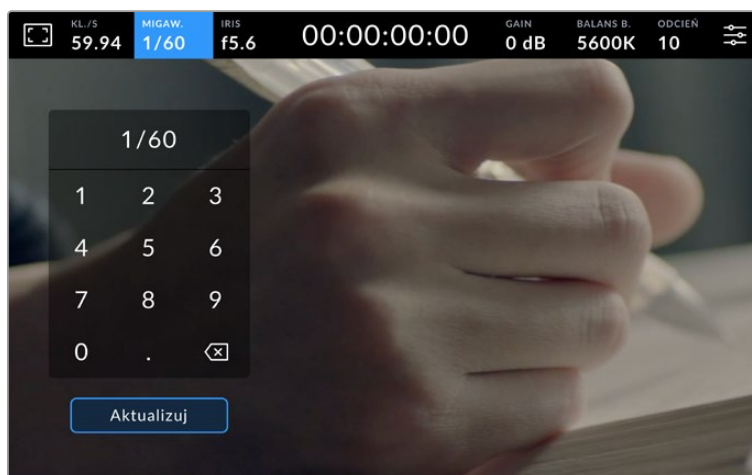 KL./S MIGAW. IRIS GAIN BALANS B. ODCIEŃ
59.94 1/60 f5.6 00:00:00:00 0 dB 5600K 10
1/60
1 2 3
4 5 6
7 8 9
0 .
Aktualizuj